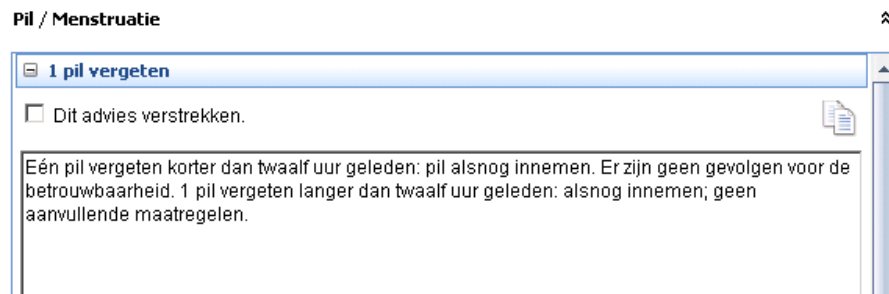 Pil / Menstruatie
1 pil vergeten
Dit advies verstrekken.
Eén pil vergeten korter dan twaalf uur geleden: pil alsnog innemen. Er zijn geen gevolgen voor de
betrouwbaarheid. 1 pil vergeten langer dan twaalf uur geleden: alsnog innemen; geen
aanvullende maatregelen.